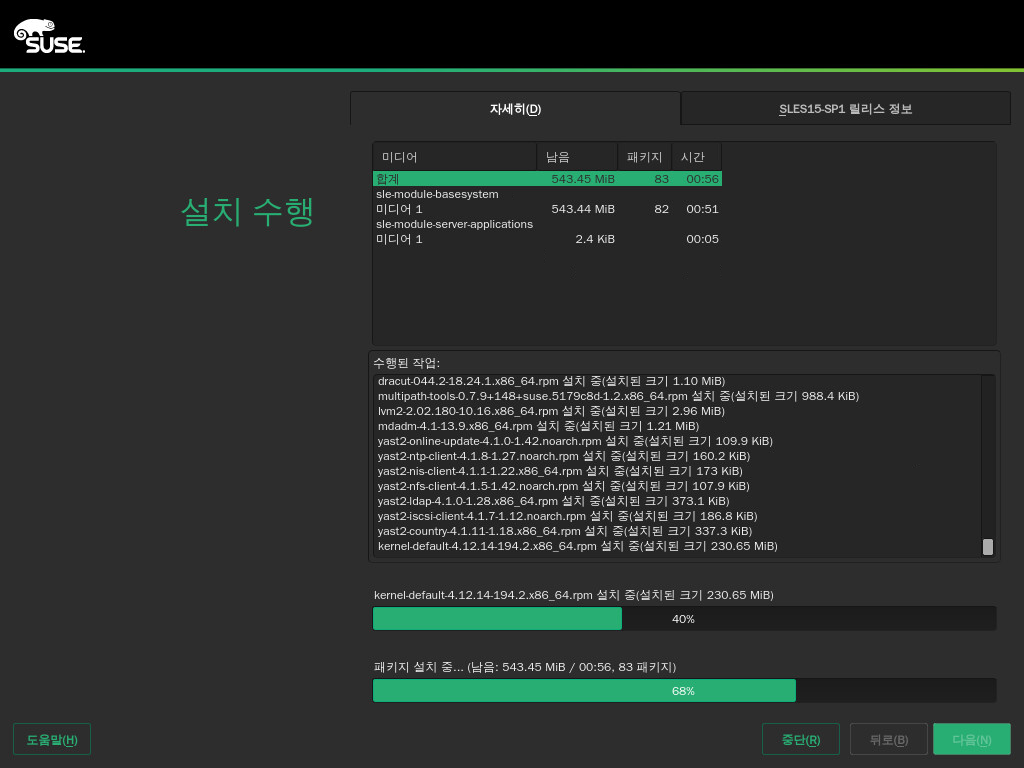 SUSE
자세히(D)
SLES15-SP1 릴리스 정보
설치 수행
미디어 남음 패키지 시간
합계 543.45 MiB 83 00:56
sle-module-basesystem
미디어 1 543.44 MiB 82 00:51
sle-module-server-applications
미디어 1 2.4 KiB 00:05
수행된 작업:
dracut-044.2-18.24.1.x86_64.rpm 설치 중(설치된 크기 1.10 MiB)
multipath-tools-0.7.9+148+suse.5179c8d-1.2.x86_64.rpm 설치 중(설치된 크기 988.4 KiB)
lvm2-2.02.180-10.16.x86_64.rpm 설치 중(설치된 크기 2.96 MiB)
mdadm-4.1-13.9.x86_64.rpm 설치 중(설치된 크기 1.21 MiB)
yast2-online-update-4.1.0-1.42.noarch.rpm 설치 중(설치된 크기 109.9 KiB)
yast2-ntp-client-4.1.8-1.27.noarch.rpm 설치 중(설치된 크기 160.2 KiB)
yast2-nis-client-4.1.1-1.22.x86_64.rpm 설치 중(설치된 크기 173 KiB)
yast2-nfs-client-4.1.5-1.42.noarch.rpm 설치 중(설치된 크기 107.9 KiB)
yast2-ldap-4.1.0-1.28.x86_64.rpm 설치 중(설치된 크기 373.1 KiB)
yast2-iscsi-client-4.1.7-1.12.noarch.rpm 설치 중(설치된 크기 186.8 KiB)
yast2-country-4.1.11-1.18.x86_64.rpm 설치 중(설치된 크기 337.3 KiB)
kernel-default-4.12.14-194.2.x86_64.rpm 설치 중(설치된 크기 230.65 MiB)
kernel-default-4.12.14-194.2.x86_64.rpm 설치 중(설치된 크기 230.65 MiB)
40%
패키지 설치 중... (남음: 543.45 MiB / 00:56, 83 패키지)
68%
도움말(H) 중단(R) 뒤로(B) 다음(N)